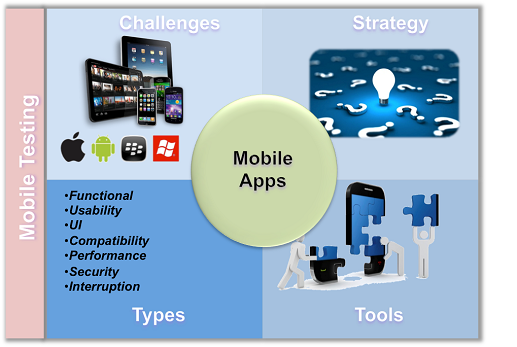 Mobile Testing
Challenges
Strategy
Mobile
Apps
•Functional
•Usability
•UI
•Compatibility
•Performance
•Security
•Interruption
Types
Tools